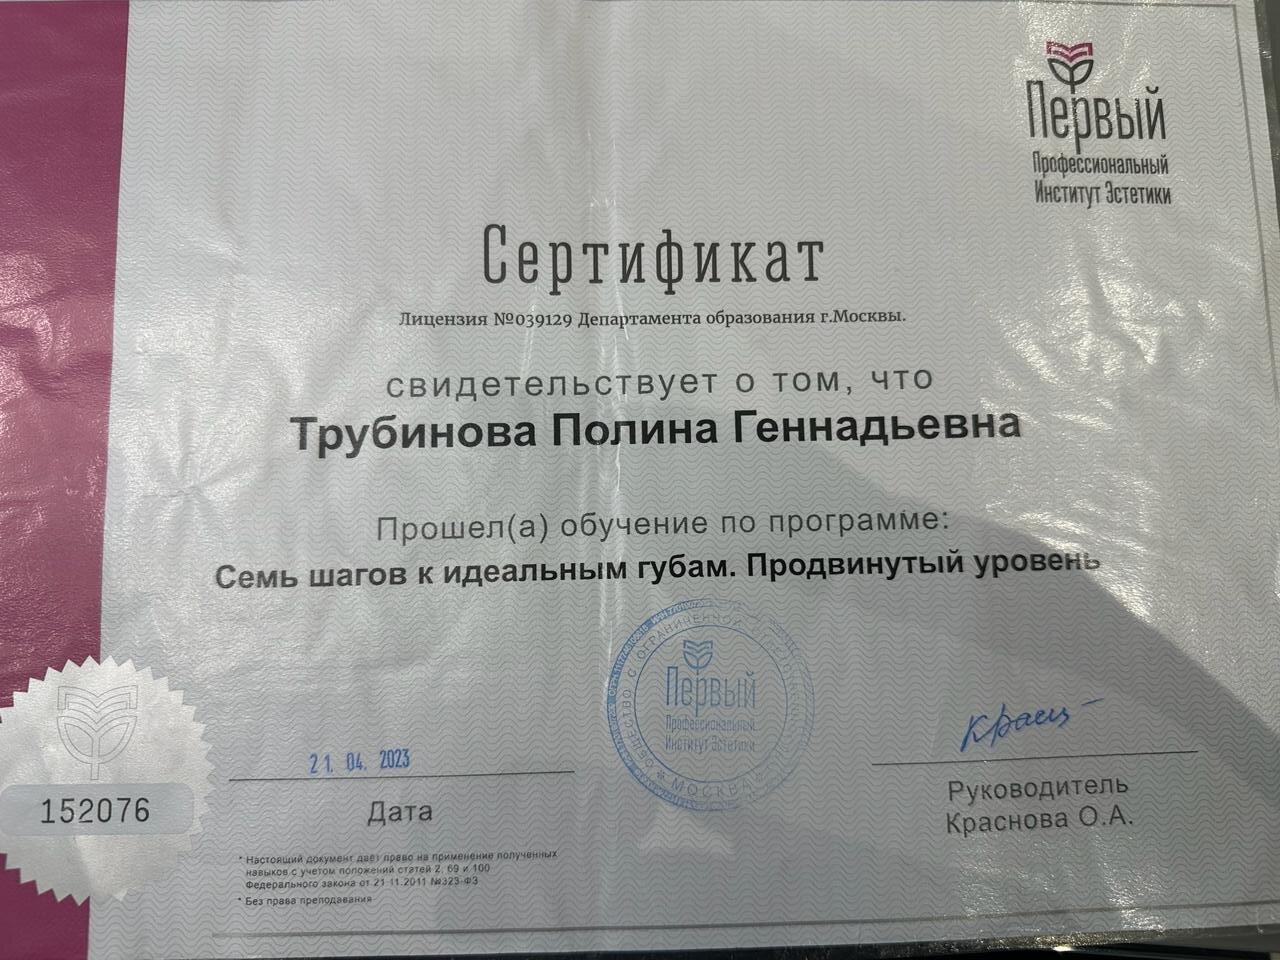 Первый
Профессиональный
Институт Эстетики
Сертификат
Лицензия №039129 Департамента образования г.Москвы.
свидетельствует о том, что
Трубинова Полина Геннадьевна
Прошел(а) обучение по программе:
Семь шагов к идеальным губам. Продвинутый уровень
ОБЩЕСТВО С ОГРАНИЧЕННОЙ
Первый
Профессиональный
Институт Эстетики
МОСКВА
21. 04. 2023
Дата
Руководитель
Краснова О.А.
152076
* Настоящий документ даёт право на применение полученных
навыков с учетом положений статей 2, 69 и 100
Федерального закона от 21.11.2011 №323-ФЗ
* Без права преподавания